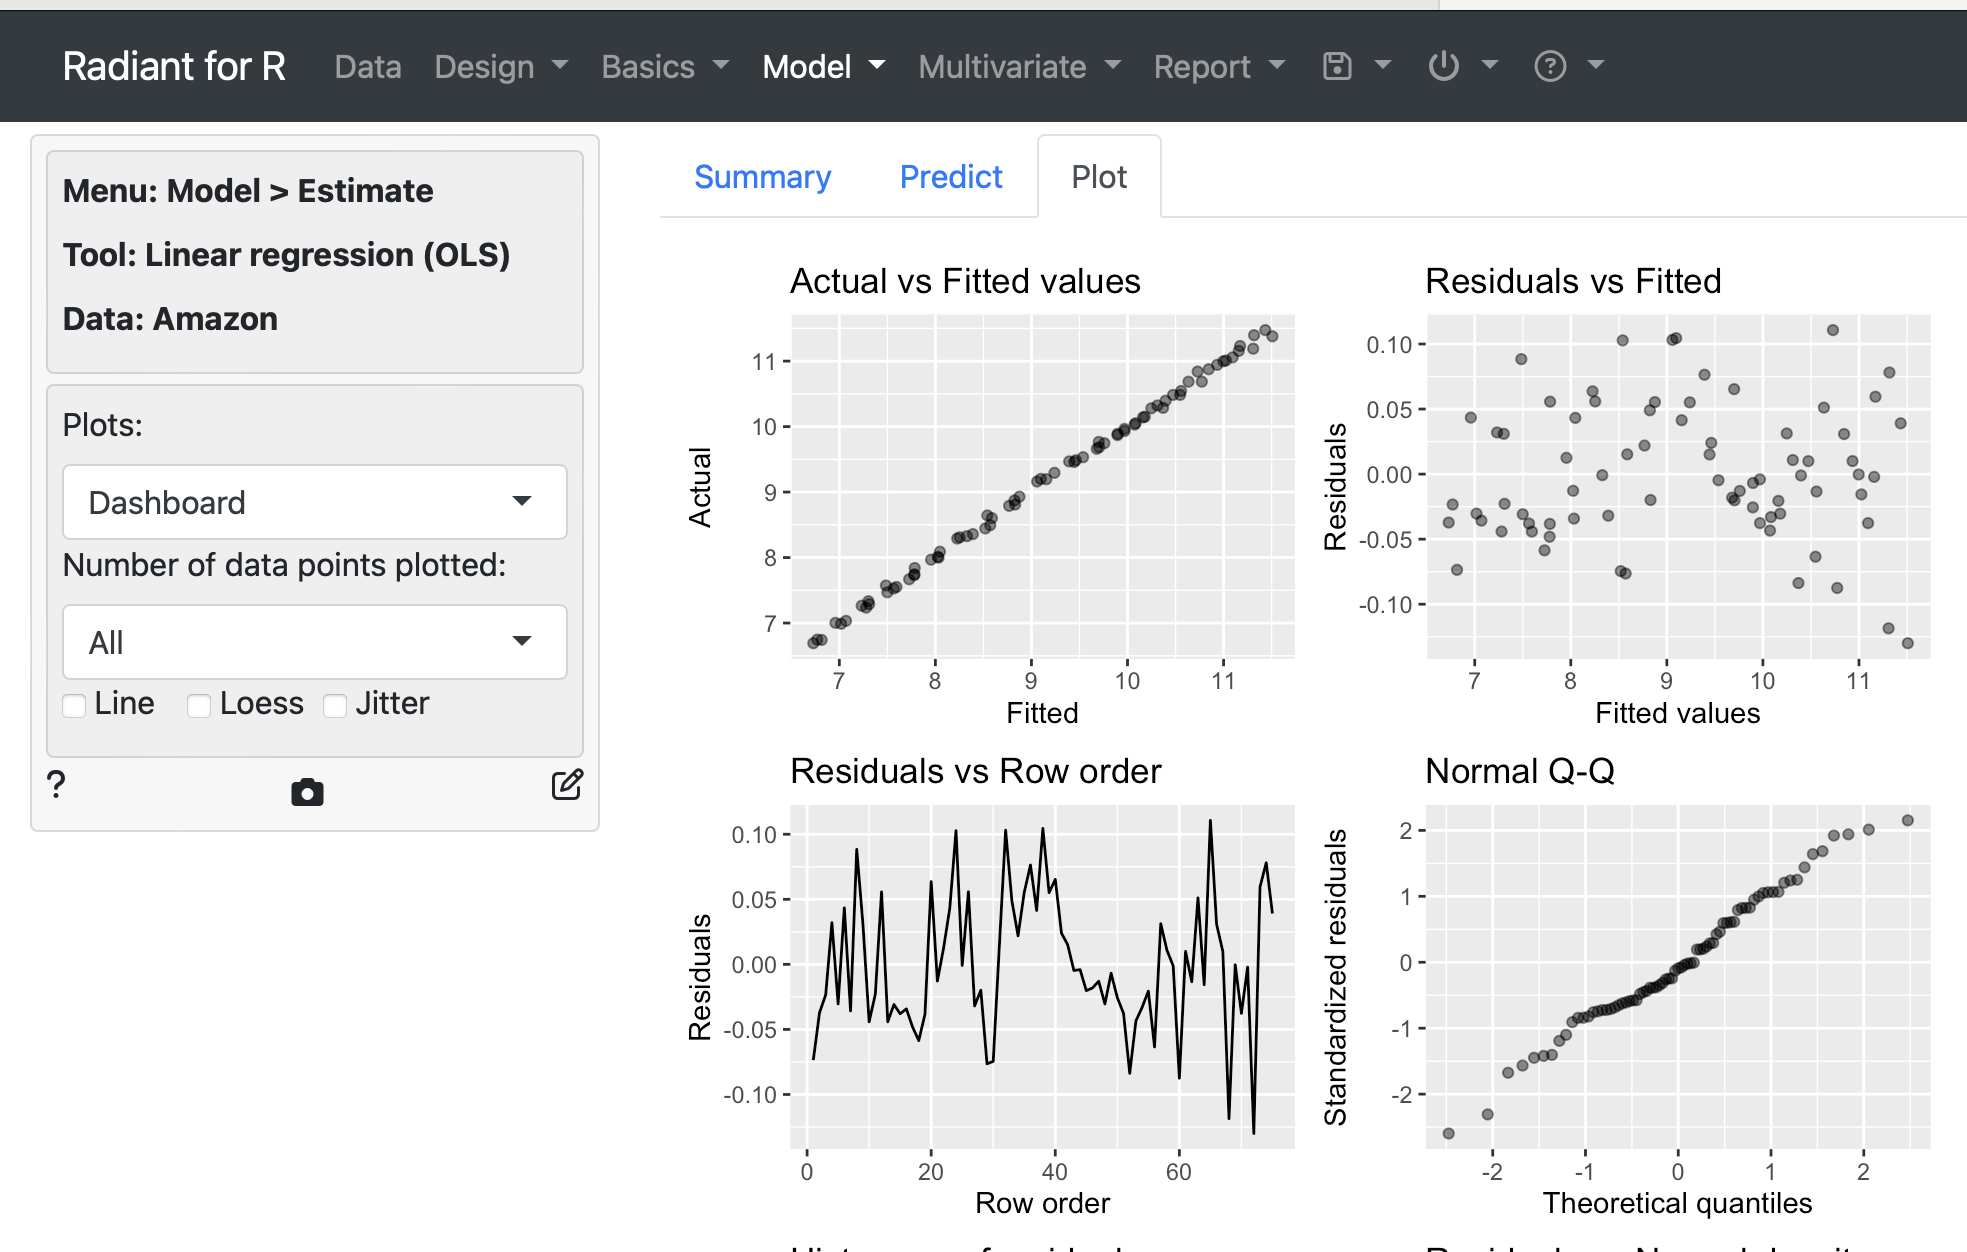 Radiant for R Data Design Basics Model Multivariate Report
Menu: Model > Estimate
Tool: Linear regression (OLS)
Data: Amazon
Plots:
Dashboard
Number of data points plotted:
All
Line Loess Jitter
?
Summary Predict Plot
Actual vs Fitted values
Actual
11
10
9
8
7
7 8 9 10 11
Fitted
Residuals vs Fitted
Residuals
0.10
0.05
0.00
-0.05
-0.10
7 8 9 10 11
Fitted values
Residuals vs Row order
Residuals
0.10
0.05
0.00
-0.05
-0.10
0 20 40 60
Row order
Normal Q-Q
Standardized residuals
2
1
0
-1
-2
-2 -1 0 1 2
Theoretical quantiles